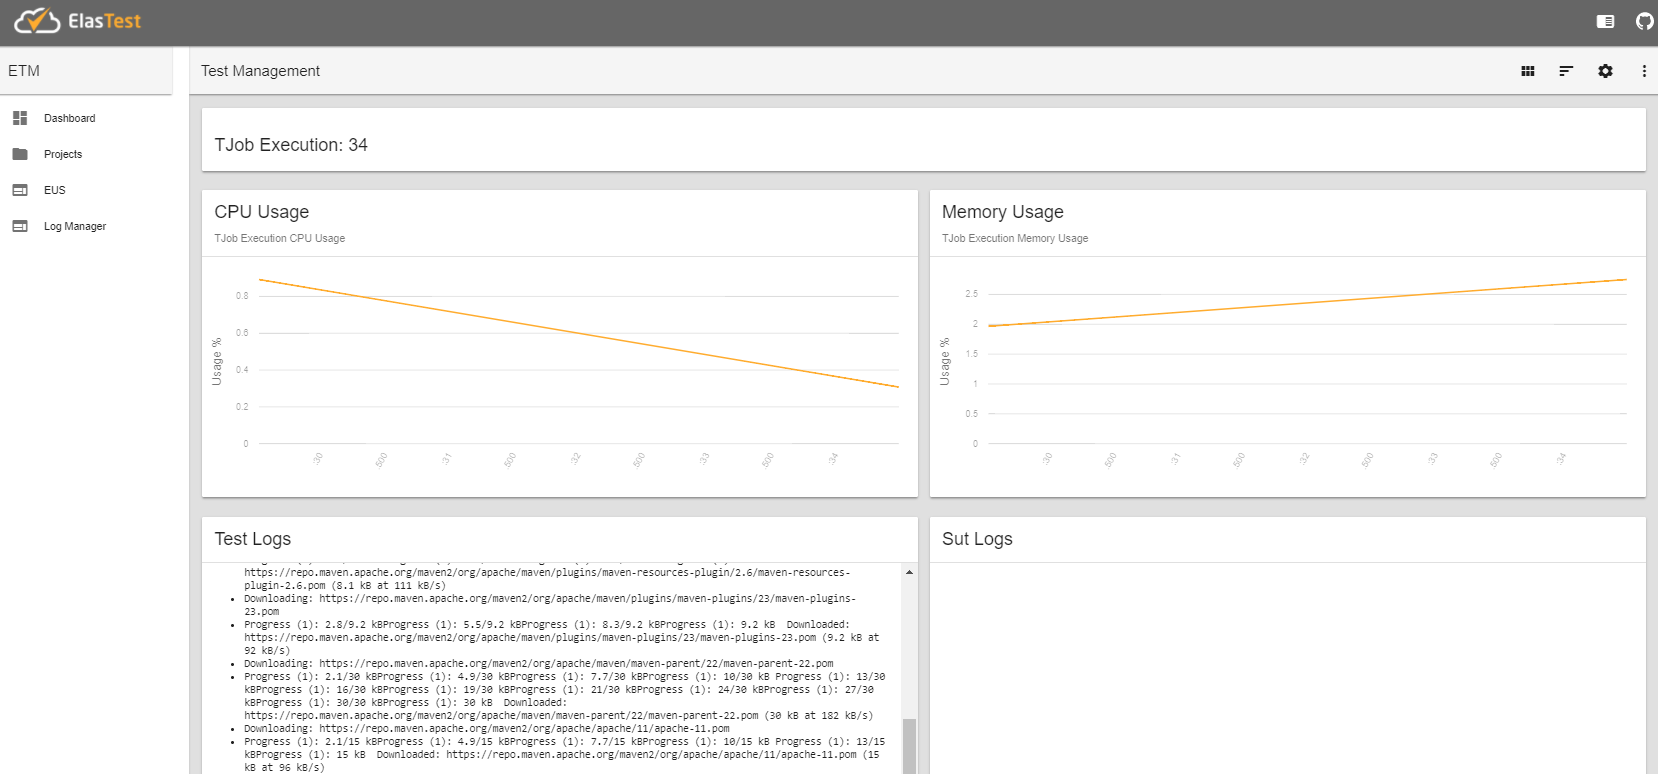 ElasTest
ETM
Test Management
Dashboard
Projects
EUS
Log Manager
TJob Execution: 34
CPU Usage
TJob Execution CPU Usage
Usage %
0.8
0.6
0.4
0.2
0
:30
.500
:31
.500
:32
.500
:33
.500
:34
Memory Usage
TJob Execution Memory Usage
Usage %
2.5
2
1.5
1
0.5
0
:30
.500
:31
.500
:32
.500
:33
.500
:34
Test Logs
https://repo.maven.apache.org/maven2/org/apache/maven/plugins/maven-resources-plugin/2.6/maven-resources-
plugin-2.6.pom (8.1 kB at 111 kB/s)
• Downloading: https://repo.maven.apache.org/maven2/org/apache/maven/plugins/maven-plugins/23/maven-plugins-
23.pom
• Progress (1): 2.8/9.2 kBProgress (1): 5.5/9.2 kBProgress (1): 8.3/9.2 kBProgress (1): 9.2 kB  Downloaded:
https://repo.maven.apache.org/maven2/org/apache/maven/plugins/maven-plugins/23/maven-plugins-23.pom (9.2 kB at
92 kB/s)
• Downloading: https://repo.maven.apache.org/maven2/org/apache/maven/maven-parent/22/maven-parent-22.pom
• Progress (1): 2.1/30 kBProgress (1): 4.9/30 kBProgress (1): 7.7/30 kBProgress (1): 10/30 kB Progress (1): 13/30
kBProgress (1): 16/30 kBProgress (1): 19/30 kBProgress (1): 21/30 kBProgress (1): 24/30 kBProgress (1): 27/30
kBProgress (1): 30/30 kBProgress (1): 30 kB  Downloaded:
https://repo.maven.apache.org/maven2/org/apache/maven/maven-parent/22/maven-parent-22.pom (30 kB at 182 kB/s)
• Downloading: https://repo.maven.apache.org/maven2/org/apache/apache/11/apache-11.pom
• Progress (1): 2.1/15 kBProgress (1): 4.9/15 kBProgress (1): 7.7/15 kBProgress (1): 10/15 kB Progress (1): 13/15
kBProgress (1): 15 kB  Downloaded: https://repo.maven.apache.org/maven2/org/apache/apache/11/apache-11.pom (15
kB at 96 kB/s)
Sut Logs